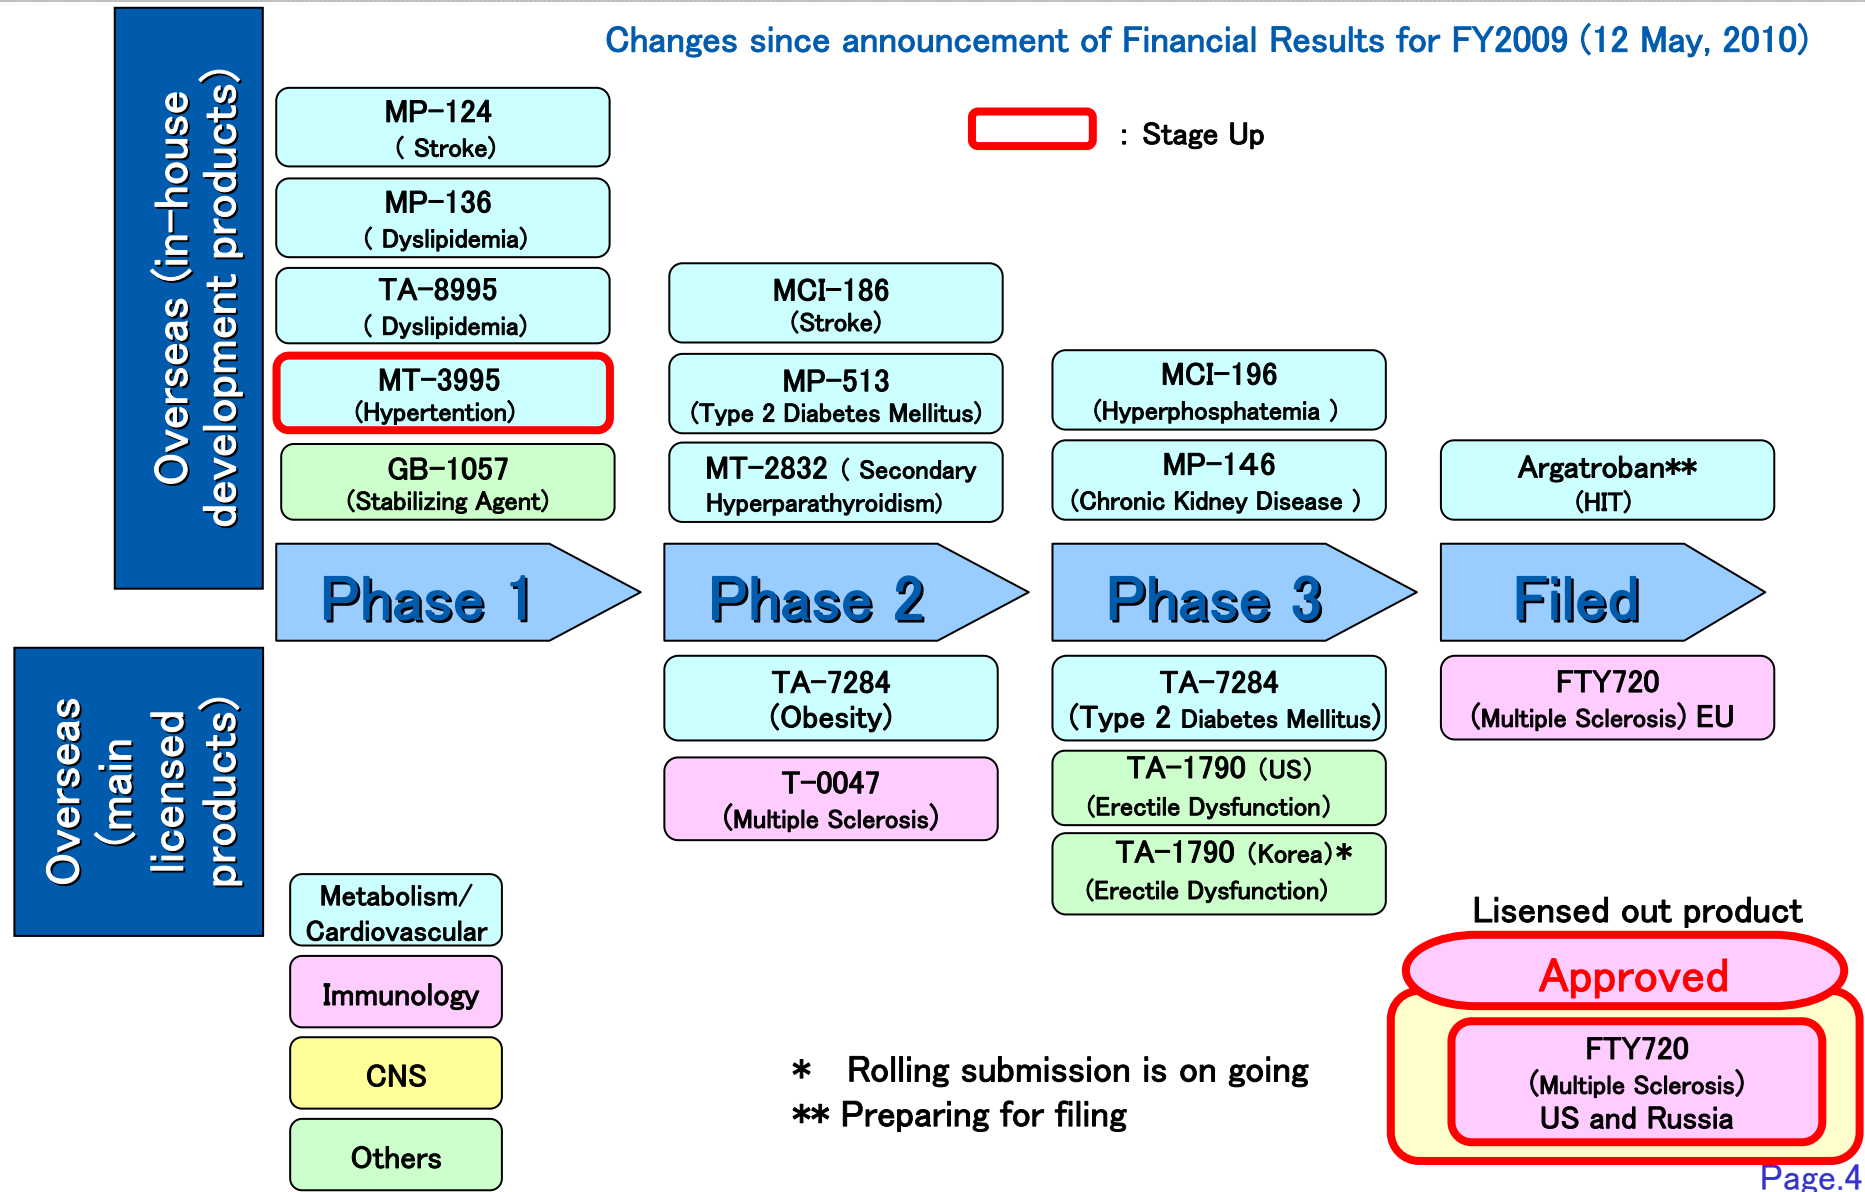 Changes since announcement of Financial Results for FY2009 (12 May, 2010)
: Stage Up
Overseas (in-house
development products)
MP-124
( Stroke)
MP-136
( Dyslipidemia)
TA-8995
( Dyslipidemia)
MT-3995
(Hypertention)
GB-1057
(Stabilizing Agent)
MCI-186
(Stroke)
MP-513
(Type 2 Diabetes Mellitus)
MT-2832 ( Secondary
Hyperparathyroidism)
MCI-196
(Hyperphosphatemia )
MP-146
(Chronic Kidney Disease )
Argatroban**
(HIT)
Phase 1
Phase 2
Phase 3
Filed
Overseas
(main
licensed
products)
TA-7284
(Obesity)
T-0047
(Multiple Sclerosis)
TA-7284
(Type 2 Diabetes Mellitus)
TA-1790 (US)
(Erectile Dysfunction)
TA-1790 (Korea)*
(Erectile Dysfunction)
FTY720
(Multiple Sclerosis) EU
Metabolism/
Cardiovascular
Immunology
CNS
Others
* Rolling submission is on going
** Preparing for filing
Lisensed out product
Approved
FTY720
(Multiple Sclerosis)
US and Russia
Page.4